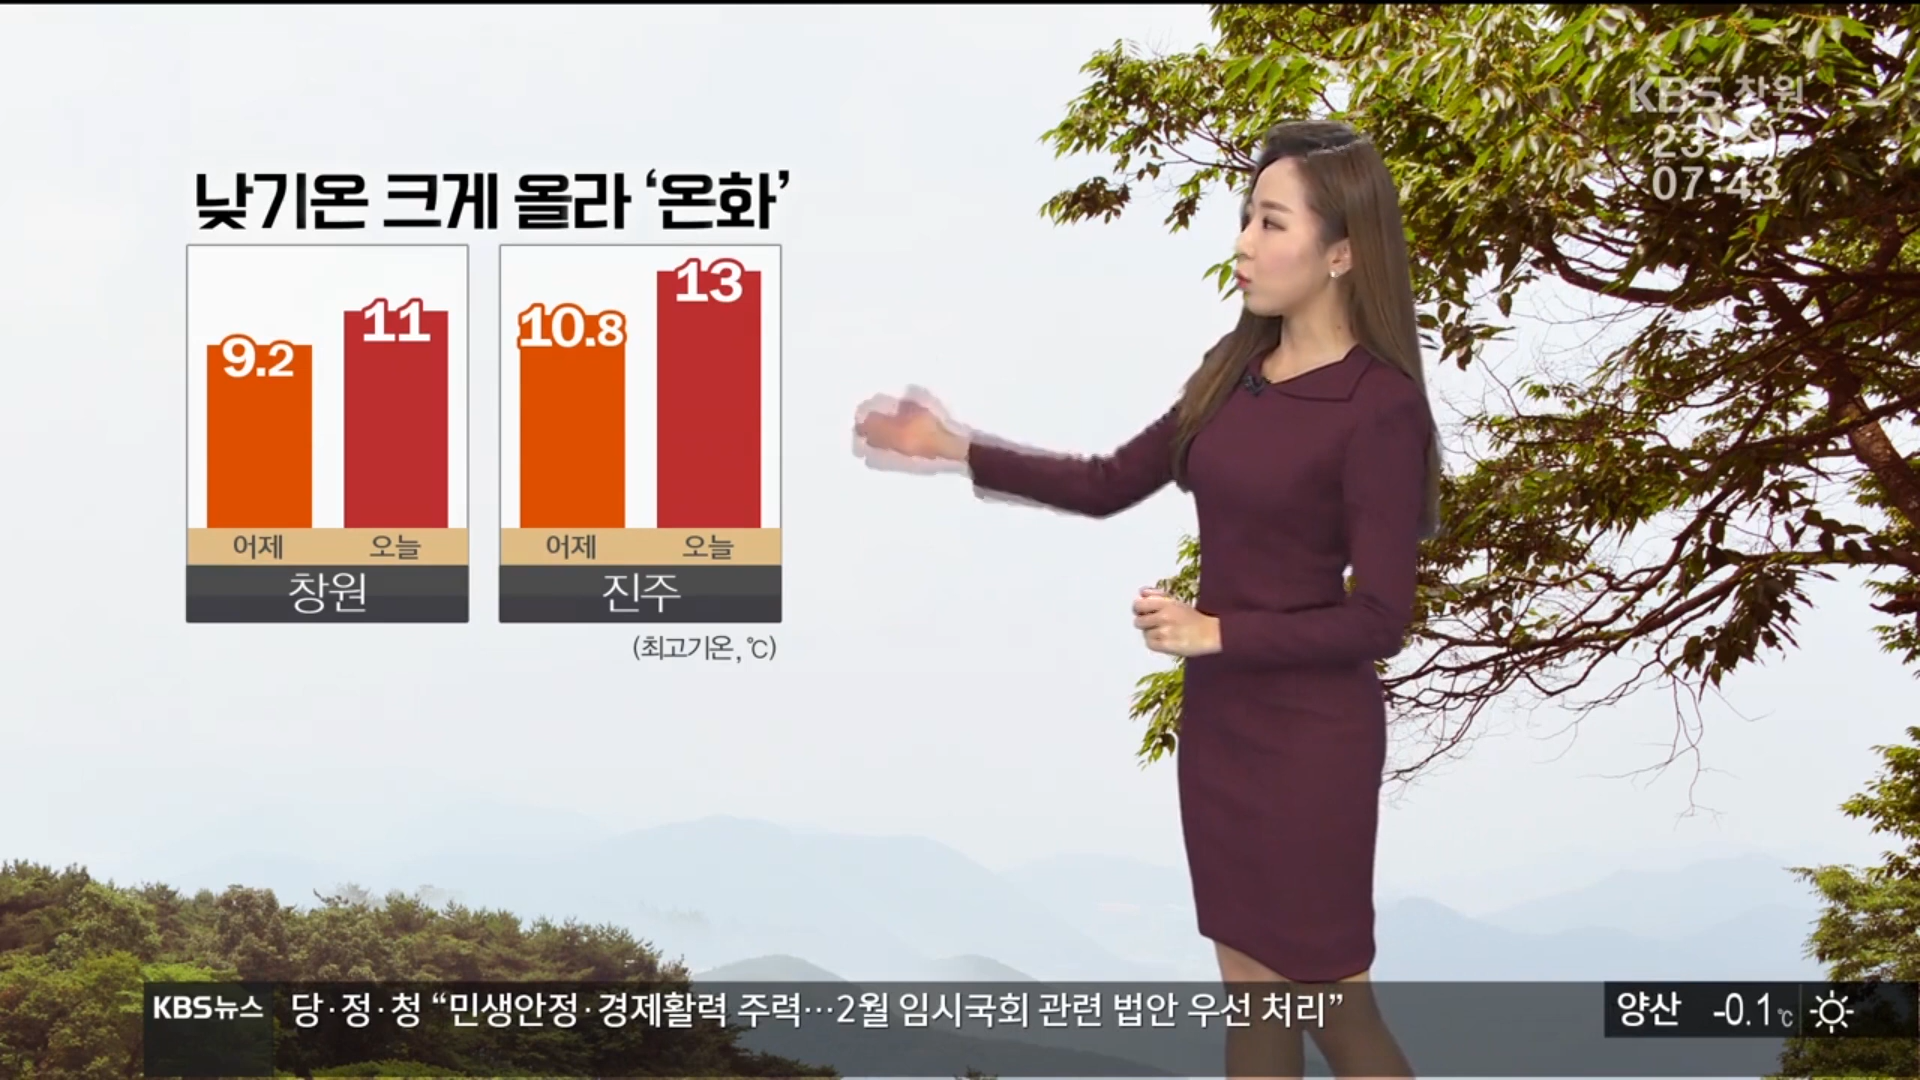 KBS 창원
07:43
낮기온 크게 올라 ‘온화’
9.2
11
10.8
13
어제
오늘
어제
오늘
창원
진주
(최고기온, ℃)
KBS뉴스
당·정·청 “민생안정·경제활력 주력…2월 임시국회 관련 법안 우선 처리”
양산 -0.1℃